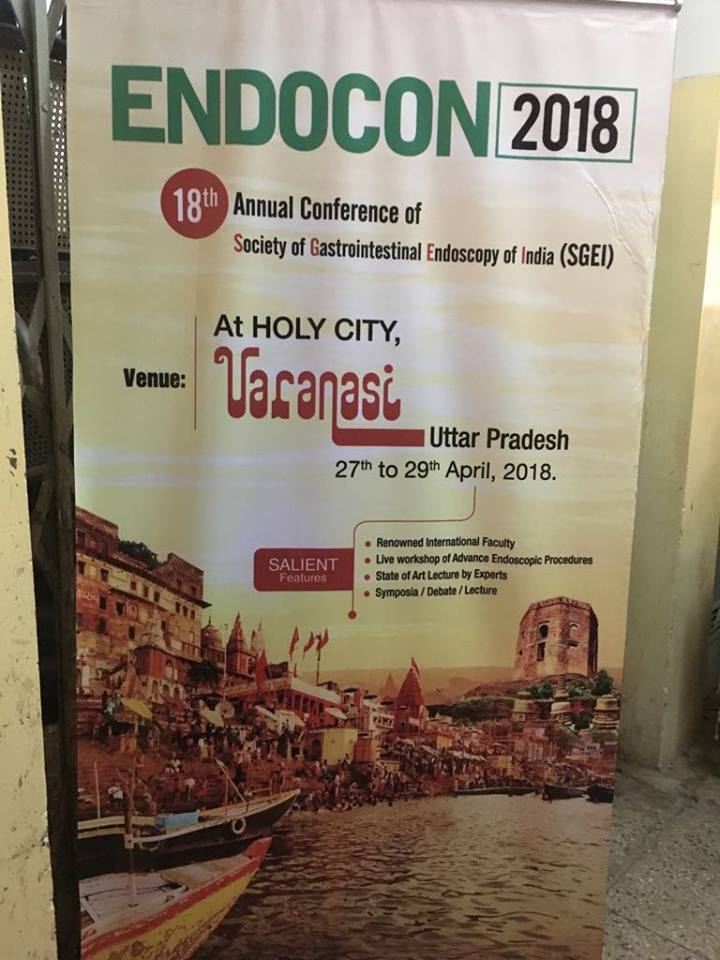 ENDOCON 2018
18th Annual Conference of
Society of Gastrointestinal Endoscopy of India (SGEI)
At HOLY CITY,
Venue: Varanasi
Uttar Pradesh
27th to 29th April, 2018.
SALIENT
Features
• Renowned International Faculty
• Live workshop of Advance Endoscopic Procedures
• State of Art Lecture by Experts
• Symposia / Debate / Lecture